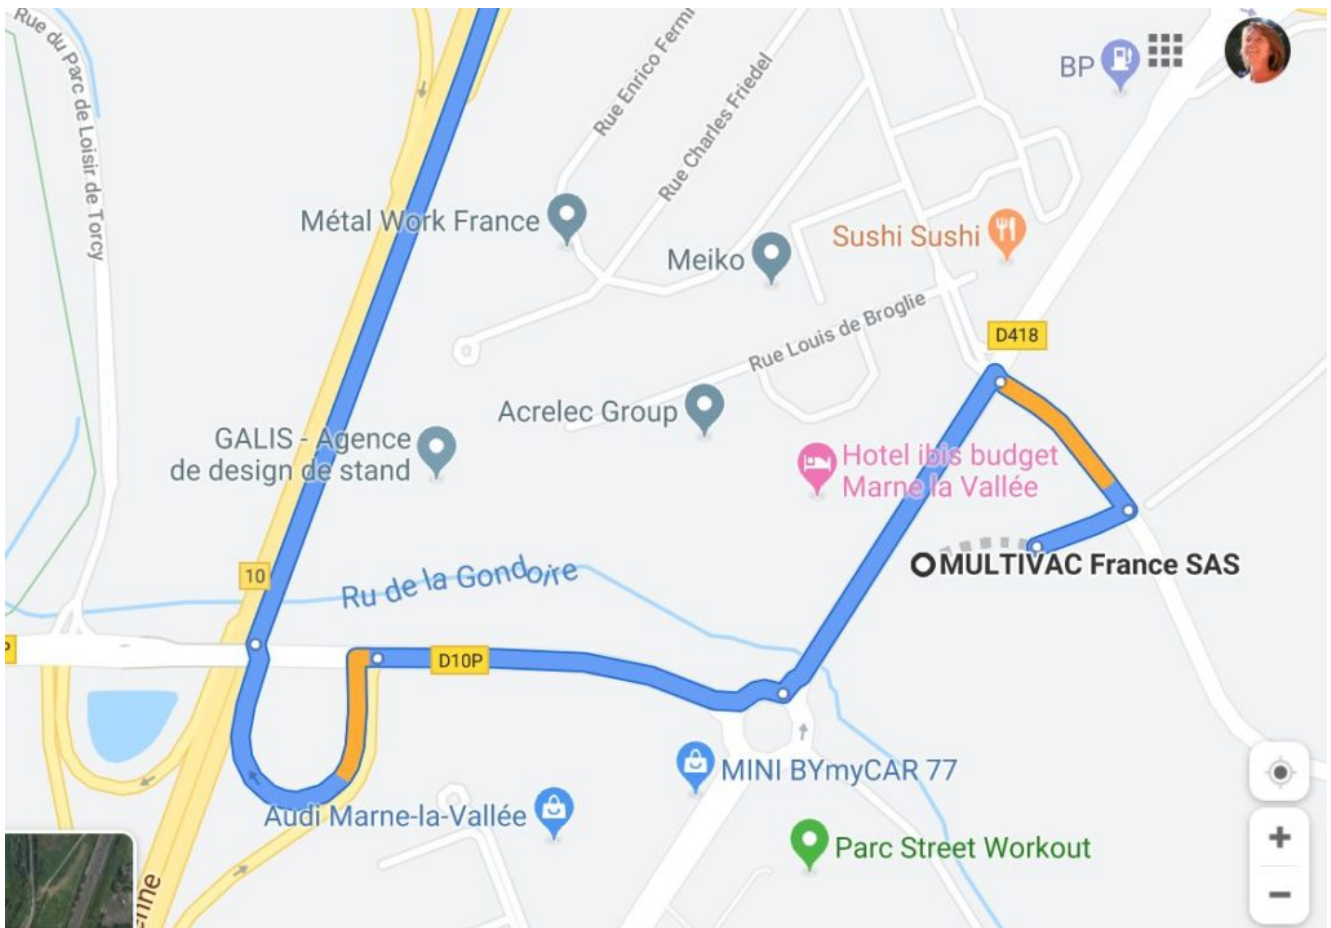 Rue du Parc de Loisir de Torcy
Rue Enrico Fermi
Rue Charles Friedel
BP
Métal Work France
Meiko
Sushi Sushi
Rue Louis de Broglie
D418
Acrelec Group
GALIS - Agence
de design de stand
Hotel ibis budget
Marne la Vallée
10
Ru de la Gondoire
MULTIVAC France SAS
P
D10P
MINI BYmyCAR 77
Audi Marne-la-Vallée
Parc Street Workout
enne